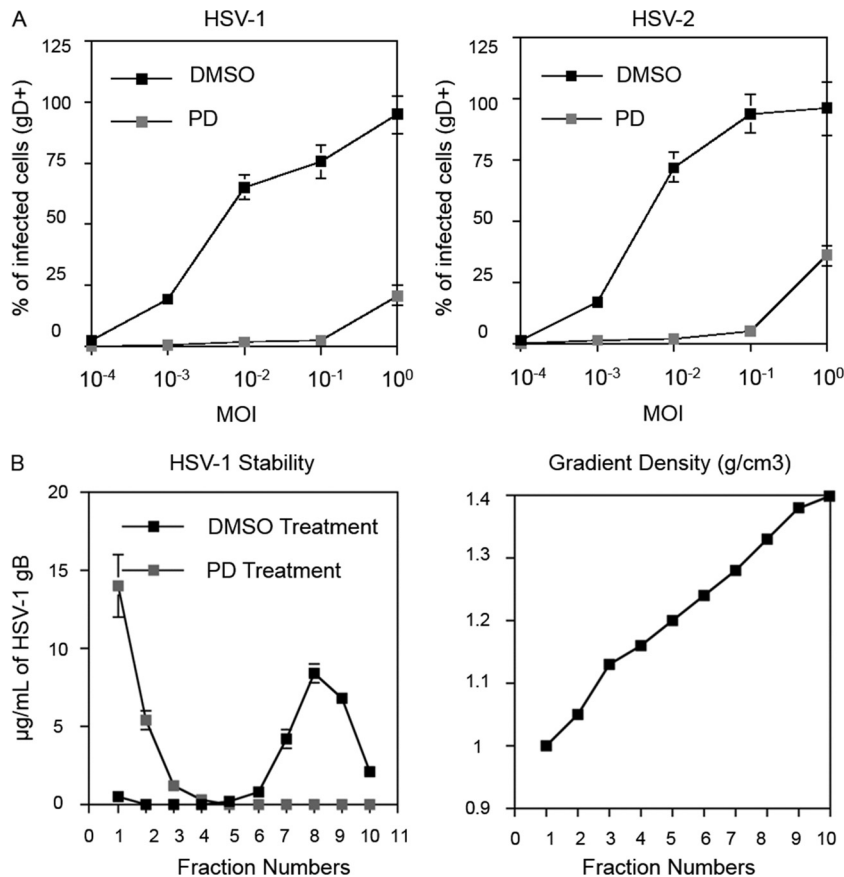 A
HSV-1
HSV-2
% of infected cells (gD+)
125
100
75
50
25
0
DMSO
PD
10-4
10-3
10-2
10-1
100
MOI
% of infected cells (gD+)
125
100
75
50
25
0
DMSO
PD
10-4
10-3
10-2
10-1
100
MOI
B
HSV-1 Stability
µg/mL of HSV-1 gB
20
15
10
5
0
DMSO Treatment
PD Treatment
0 1 2 3 4 5 6 7 8 9 10 11
Fraction Numbers
Gradient Density (g/cm3)
1.4
1.3
1.2
1.1
1
0.9
0 1 2 3 4 5 6 7 8 9 10
Fraction Numbers